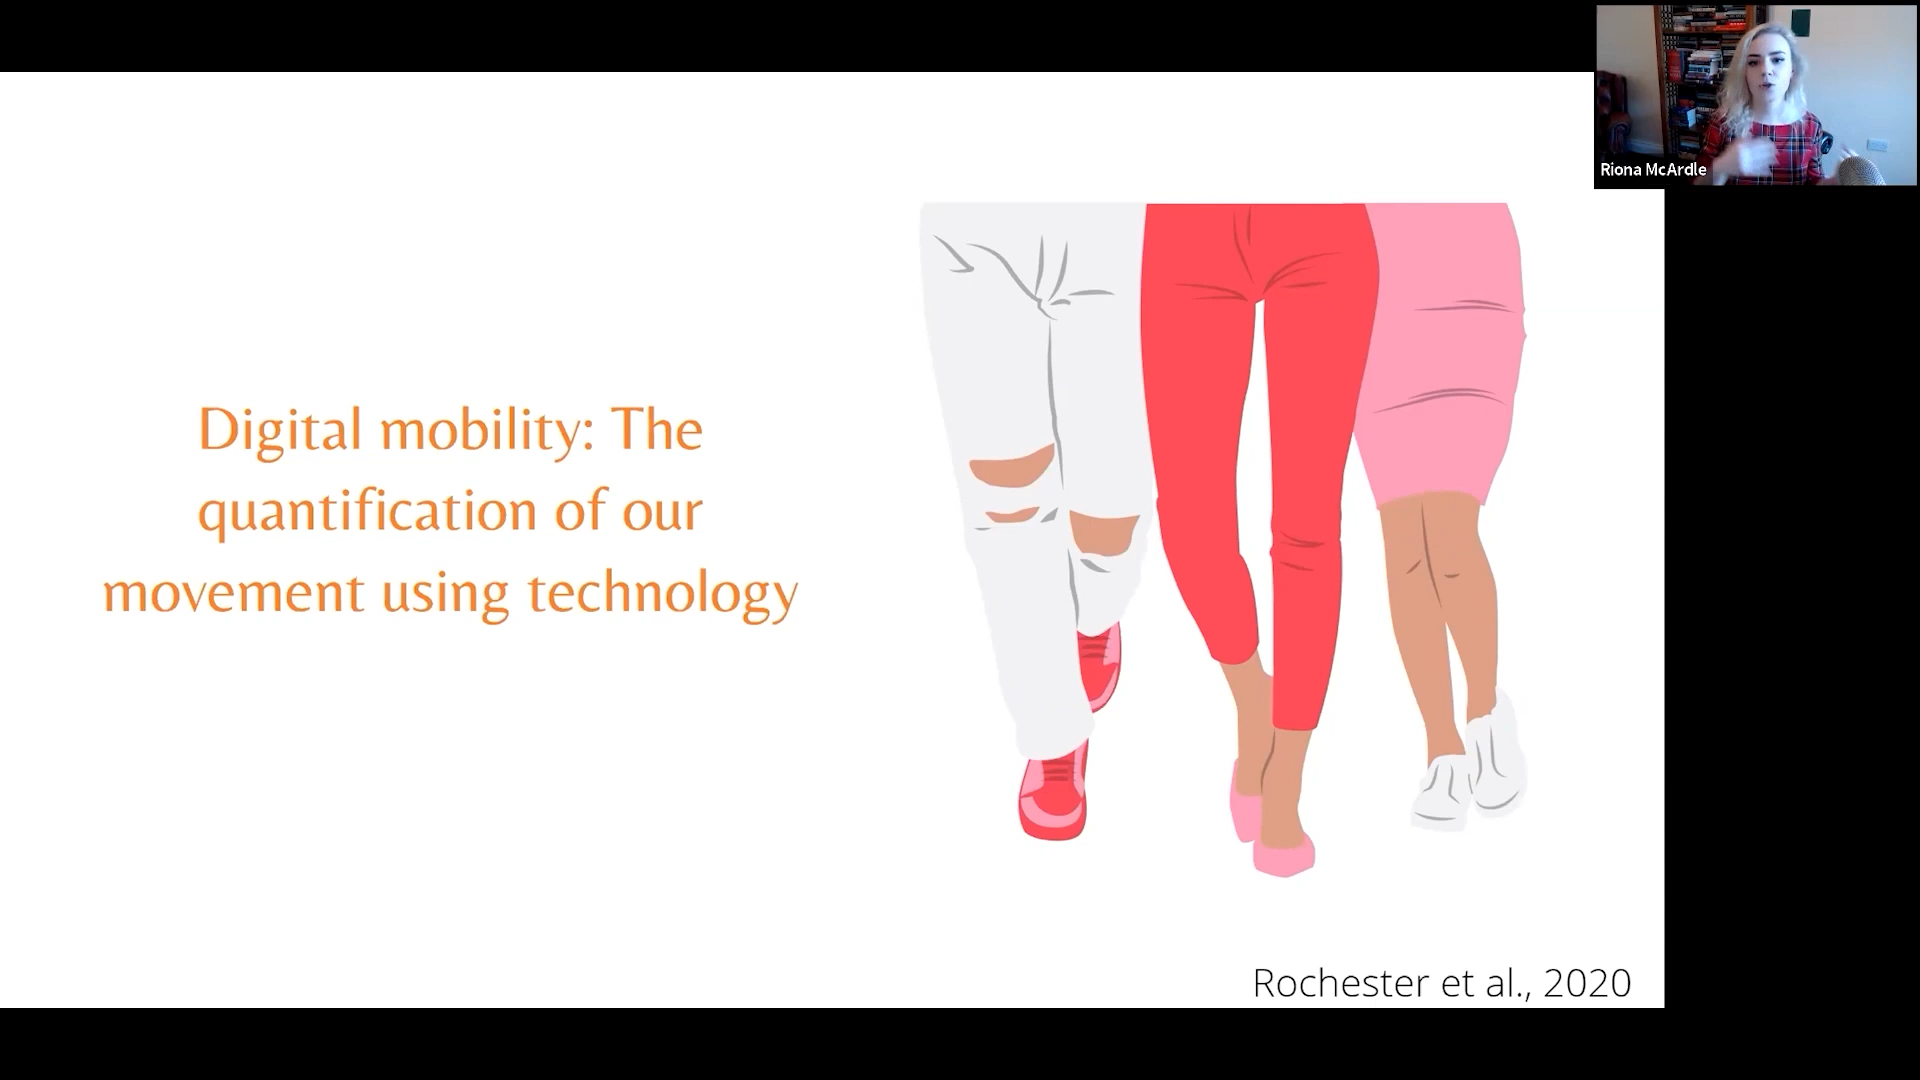 Riona McArdle
Digital mobility: The
quantification of our
movement using technology
Rochester et al., 2020